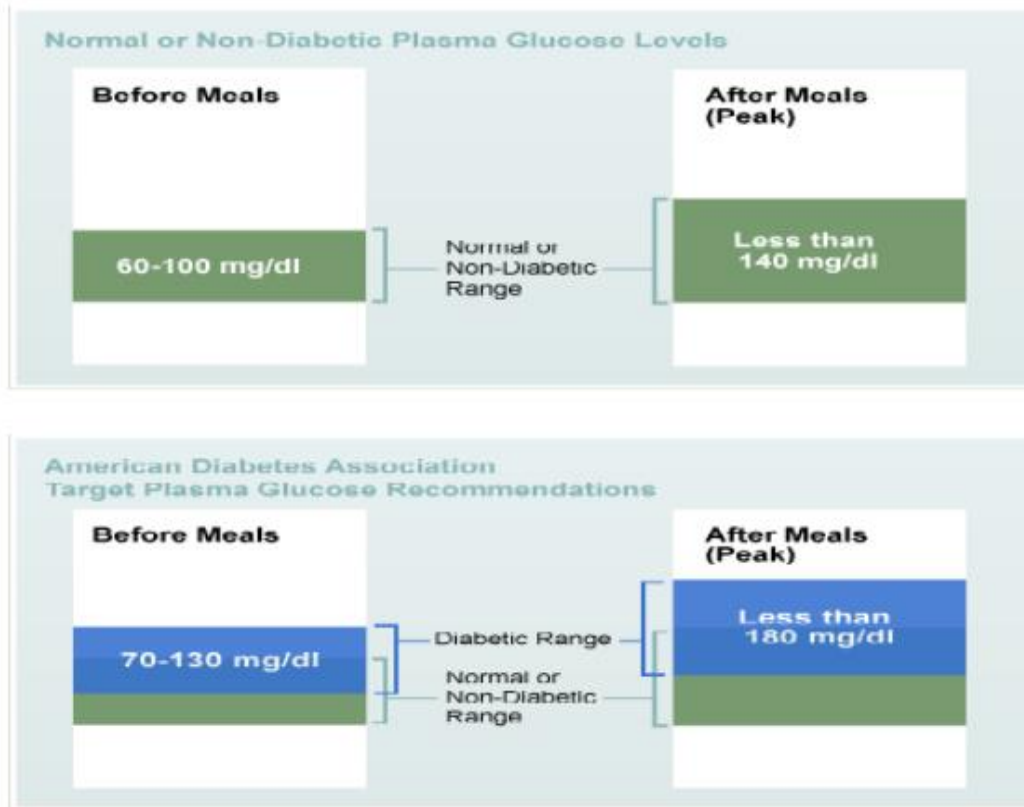 Normal or Non-Diabetic Plasma Glucose Levels
Before Meals
After Meals
(Peak)
60-100 mg/dl
Normal or
Non-Diabetic
Range
Less than
140 mg/dl
American Diabetes Association
Target Plasma Glucose Recommendations
Before Meals
After Meals
(Peak)
70-130 mg/dl
Diabetic Range
Normal or
Non-Diabetic
Range
Less than
180 mg/dl